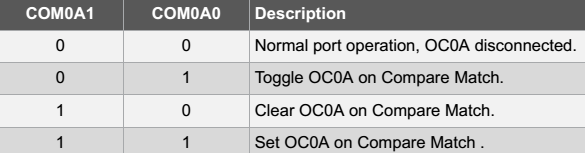 COM0A1 COM0A0 Description
0 0 Normal port operation, OC0A disconnected.
0 1 Toggle OC0A on Compare Match.
1 0 Clear OC0A on Compare Match.
1 1 Set OC0A on Compare Match .